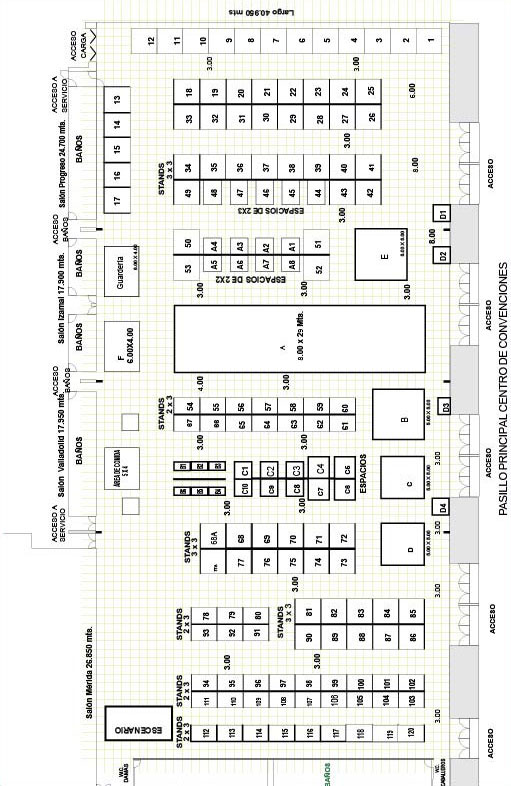 Largo 40.950 mts
ACCESO
CARGA
12 11 10 9 8 7 6 5 4 3 2 1
3.00
3.00
ACCESO A
SERVICIO
Salón Progreso 24.700 mta.
BAÑOS
13
14
15
16
17
18 19 20 21 22 23 24 25
33 32 31 30 29 28 27 26
6.00
3.00
8.00
STANDS
3 x 3
34 35 36 37 38 39 40 41
49 48 47 46 45 44 43 42
ESPACIOS DE 2X3
3.00
ACCESO
D1
ACCESO
BAÑOS
8.00
D2
Salón Izamal 17.900 mts.
BAÑOS
Guardería
6.00 X 4.00
50 A4 A3 A2 A1 51
53 A5 A6 A7 A8 52
ESPACIOS DE 2X2
3.00
E
3.00
ACCESO
F
6.00X4.00
A
8.00 x 29 Mts.
ACCESO
BAÑOS
4.00
3.00
Salón Valladolid 17.950 mts.
BAÑOS
STANDS
2 x 3
54 55 56 57 58 59 60
67 66 65 64 63 62 61
B
D3
3.00
3.00
AREA DE COMIDA
C1 C2 C3 C4
C10 C9 C8 C7
ESPACIOS
C
3.00
ACCESO
3.00
3.00
D4
ACCESO A
SERVICIO
STANDS
3 x 3
68A 68 69 70 71 72
77 76 75 74 73
D
3.00
3.00
3.00
ACCESO
STANDS
2 x 3
78 79 80
93 92 91
STANDS
3 x 3
81 82 83 84 85
90 89 88 87 86
ACCESO
3.00
3.00
Salón Mérida 26.850 mts.
STANDS
2 x 3
94 95 96 97 98 99 100 101 102
111 110 109 108 107 106 105 104 103
3.00
ESCENARIO
STANDS
2 x 3
112 113 114 115 116 117 118 119 120
ACCESO
W.C.
DAMAS
BAÑOS
W.C.
CABALLEROS
PASILLO PRINCIPAL CENTRO DE CONVENCIONES